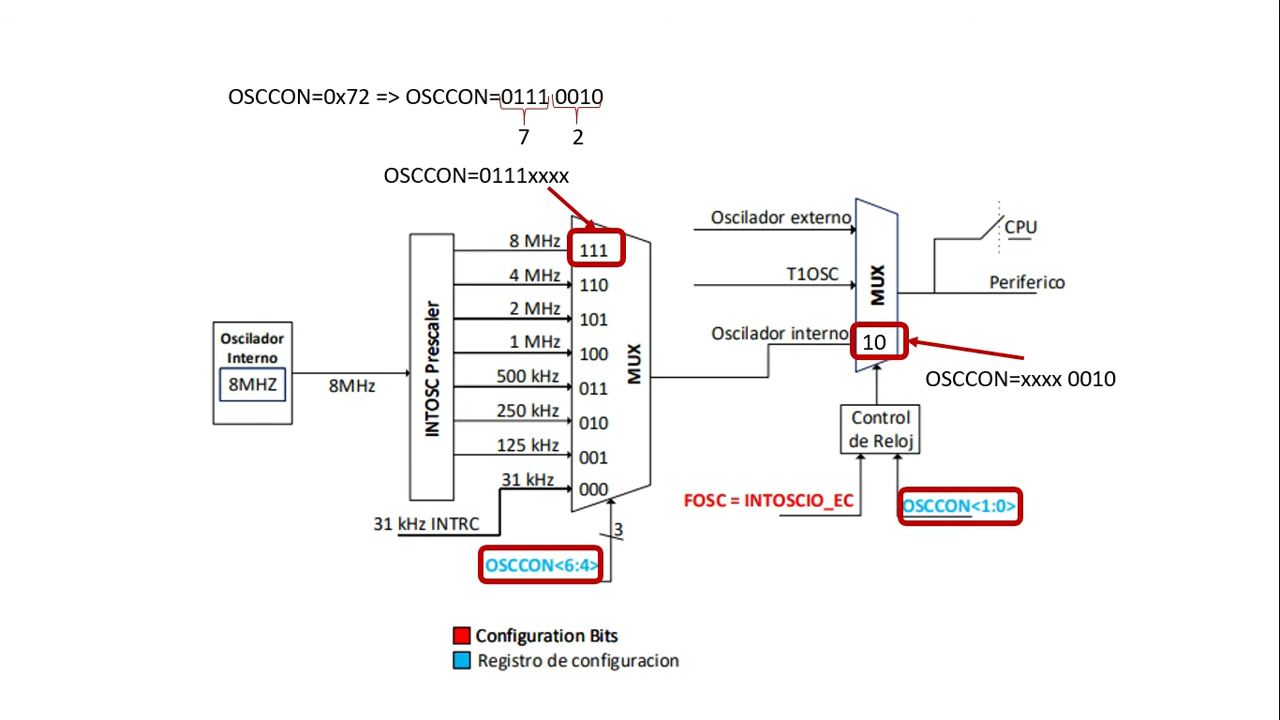 OSCCON=0x72 => OSCCON=0111 0010
7 2
OSCCON=0111xxxx
Oscilador externo
8 MHz 111
CPU
4 MHz 110
T1OSC
MUX
Periferico
2 MHz 101
Oscilador
Interno
8MHZ
8MHz
INTOSC Prescaler
1 MHz 100
MUX
Oscilador interno
10
500 kHz 011
OSCCON=xxxx 0010
250 kHz 010
Control
de Reloj
125 kHz 001
31 kHz 000
31 kHz INTRC
3
FOSC = INTOSCIO_EC
OSCCON<1:0>
OSCCON<6:4>
Configuration Bits
Registro de configuracion